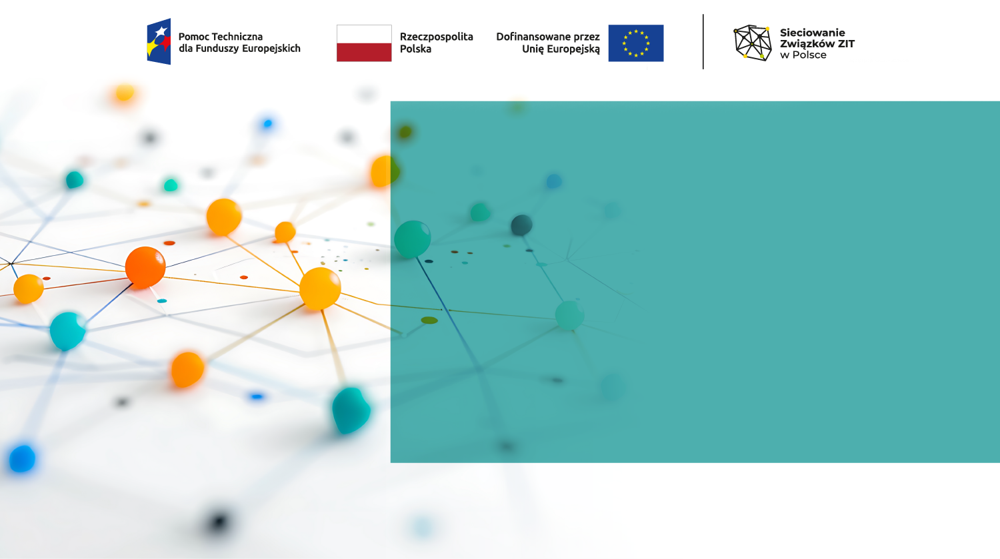 Pomoc Techniczna
dla Funduszy Europejskich
Rzeczpospolita
Polska
Dofinansowane przez
Unię Europejską
Sieciowanie
Związków ZIT
w Polsce